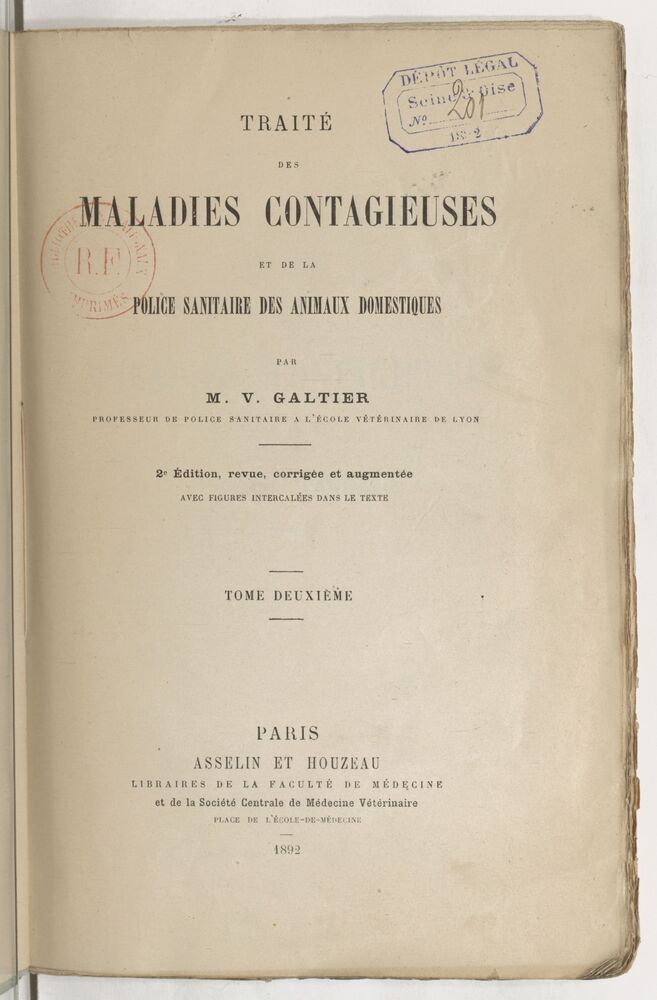 DÉPÔT LÉGAL
Seine & Oise
No 201
1892
TRAITÉ
DES
MALADIES CONTAGIEUSES
R.F.
IMPRIMÉS
ET DE LA
POLICE SANITAIRE DES ANIMAUX DOMESTIQUES
PAR
M. V. GALTIER
PROFESSEUR DE POLICE SANITAIRE A L'ÉCOLE VÉTÉRINAIRE DE LYON
2e Édition, revue, corrigée et augmentée
AVEC FIGURES INTERCALÉES DANS LE TEXTE
TOME DEUXIÈME
PARIS
ASSELIN ET HOUZEAU
LIBRAIRES DE LA FACULTÉ DE MÉDECINE
et de la Société Centrale de Médecine Vétérinaire
PLACE DE L'ÉCOLE-DE-MÉDECINE
1892